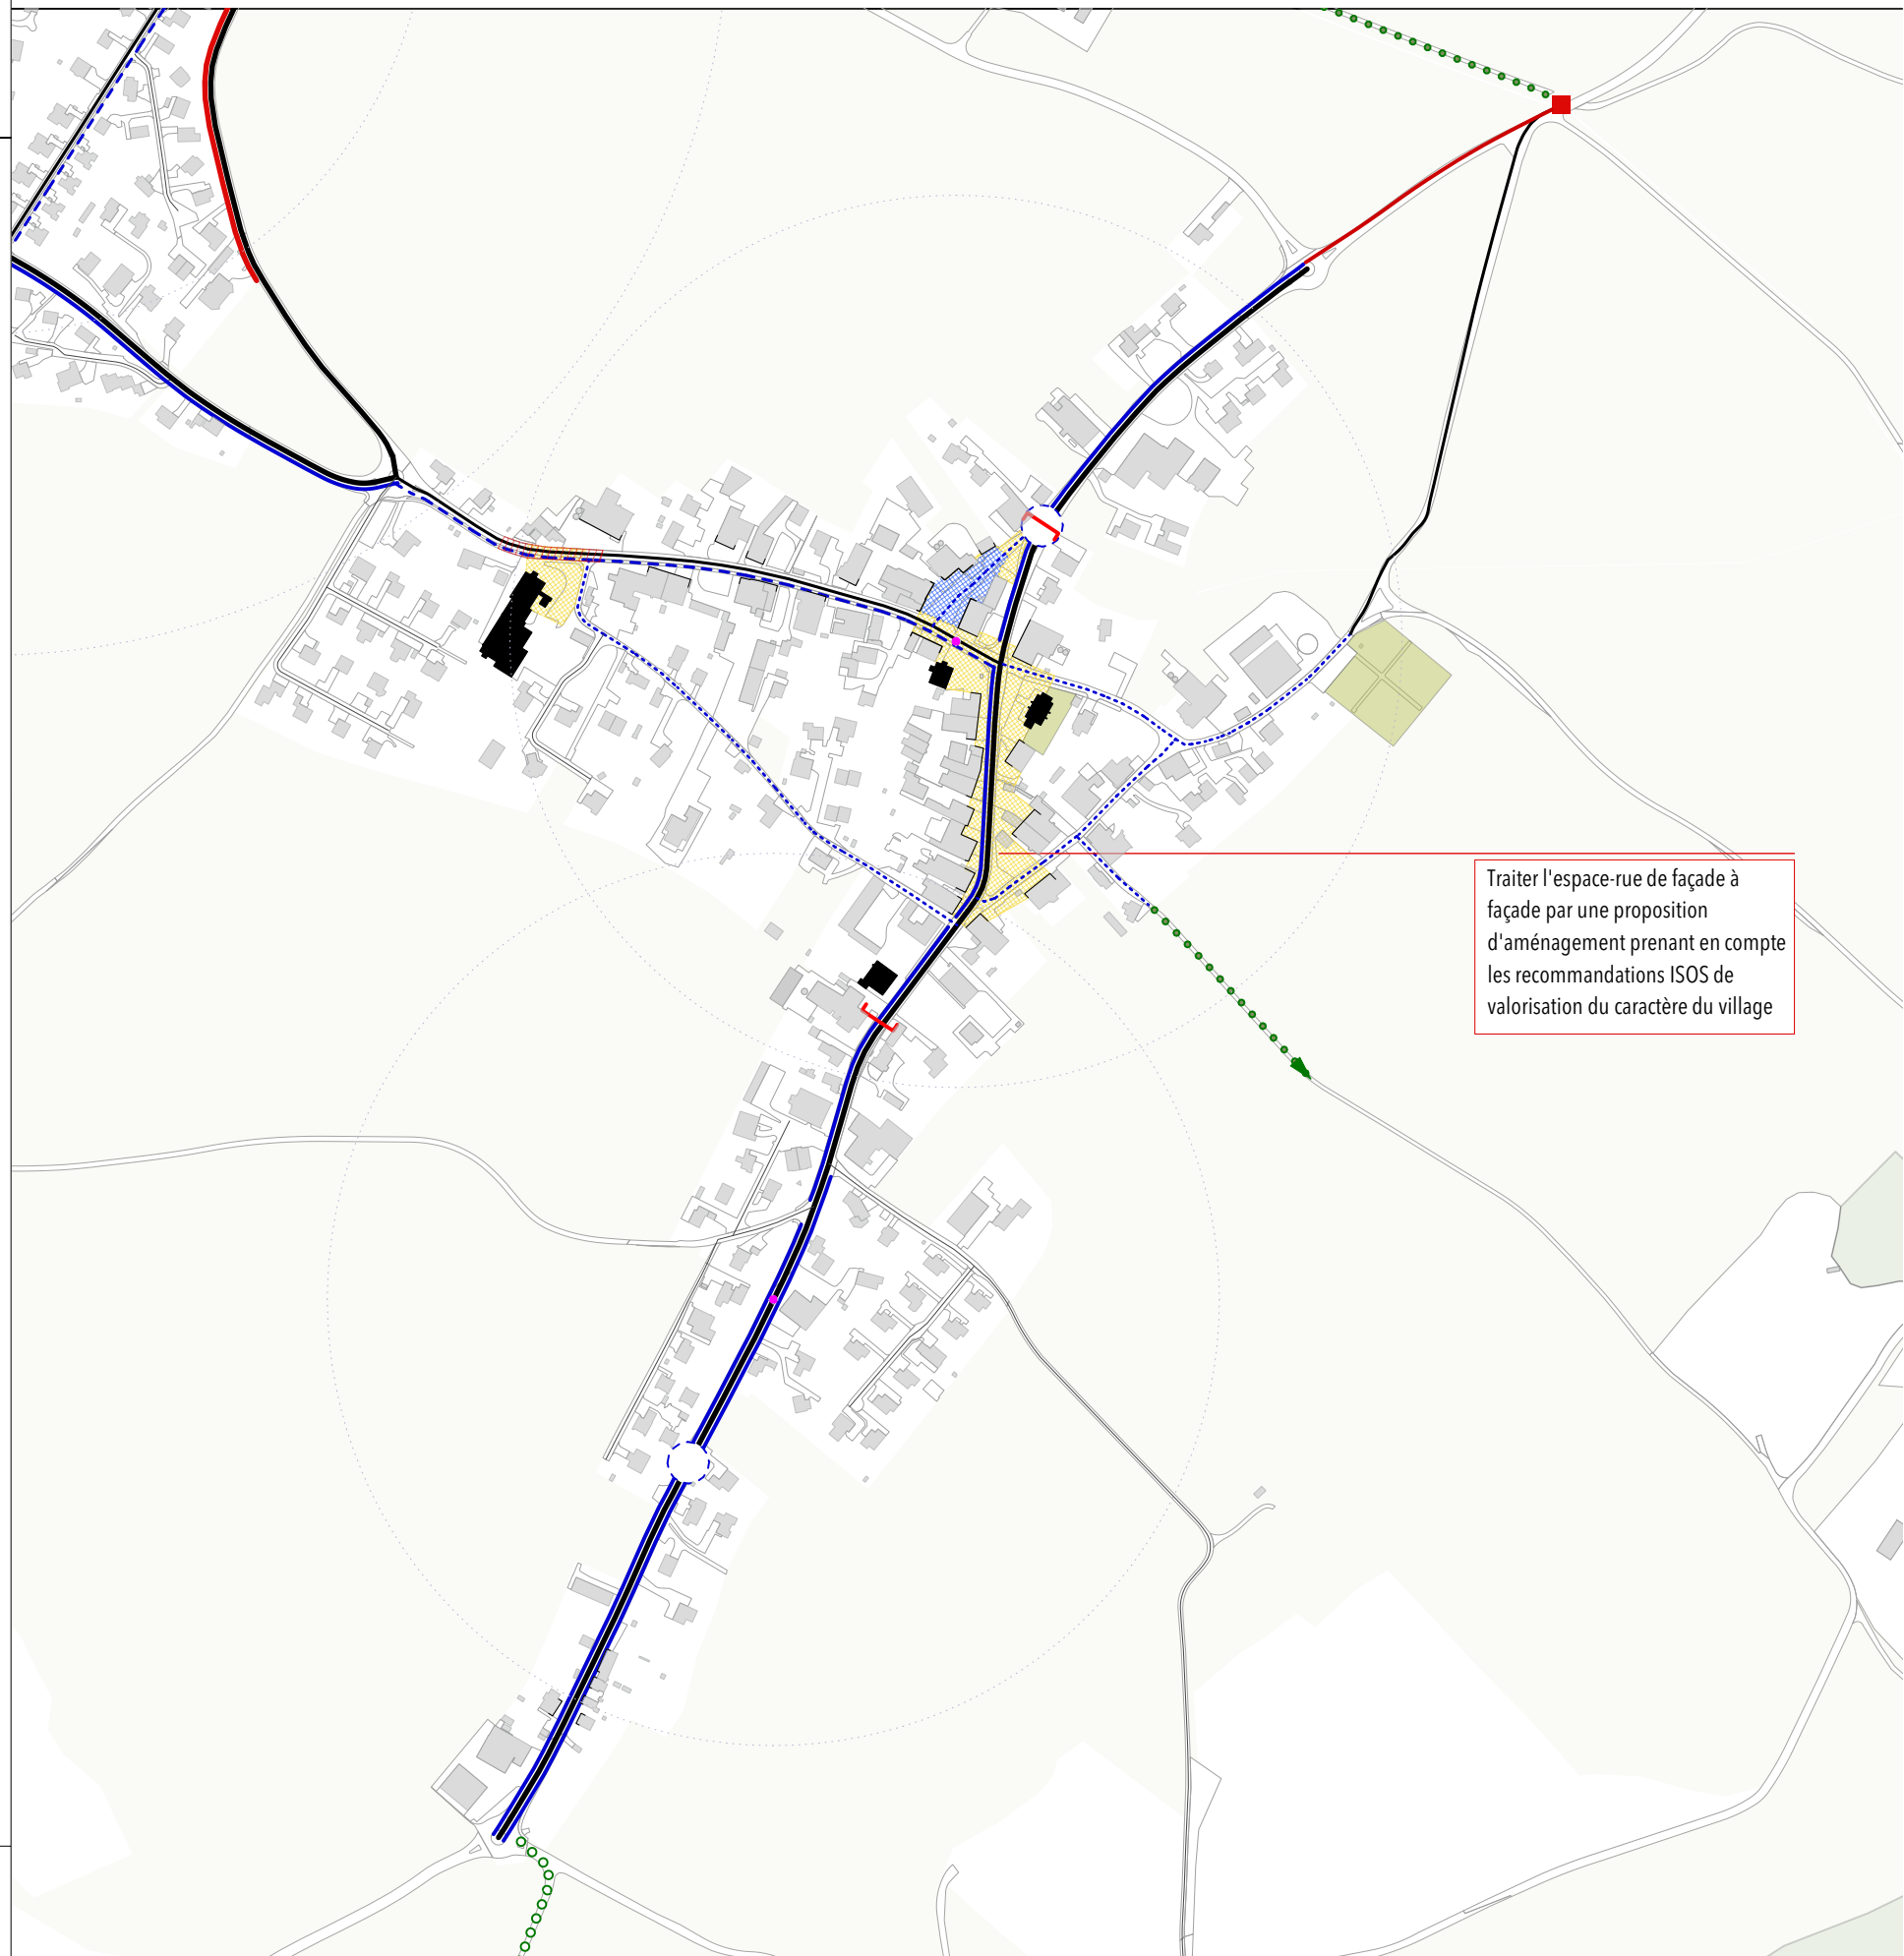 Traiter l'espace-rue de façade à
façade par une proposition
d'aménagement prenant en compte
les recommandations ISOS de
valorisation du caractère du village